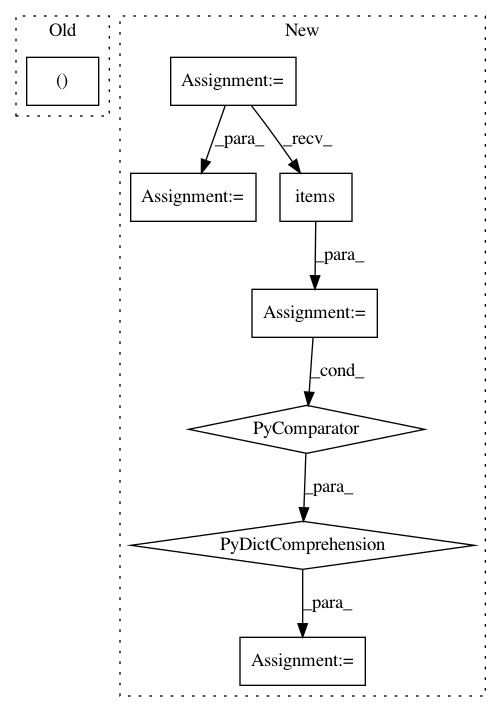 Old
New
()
Assignment:=
_para_
_recv_
Assignment:=
items
_para_
Assignment:=
_cond_
PyComparator
_para_
PyDictComprehension
_para_
Assignment:=